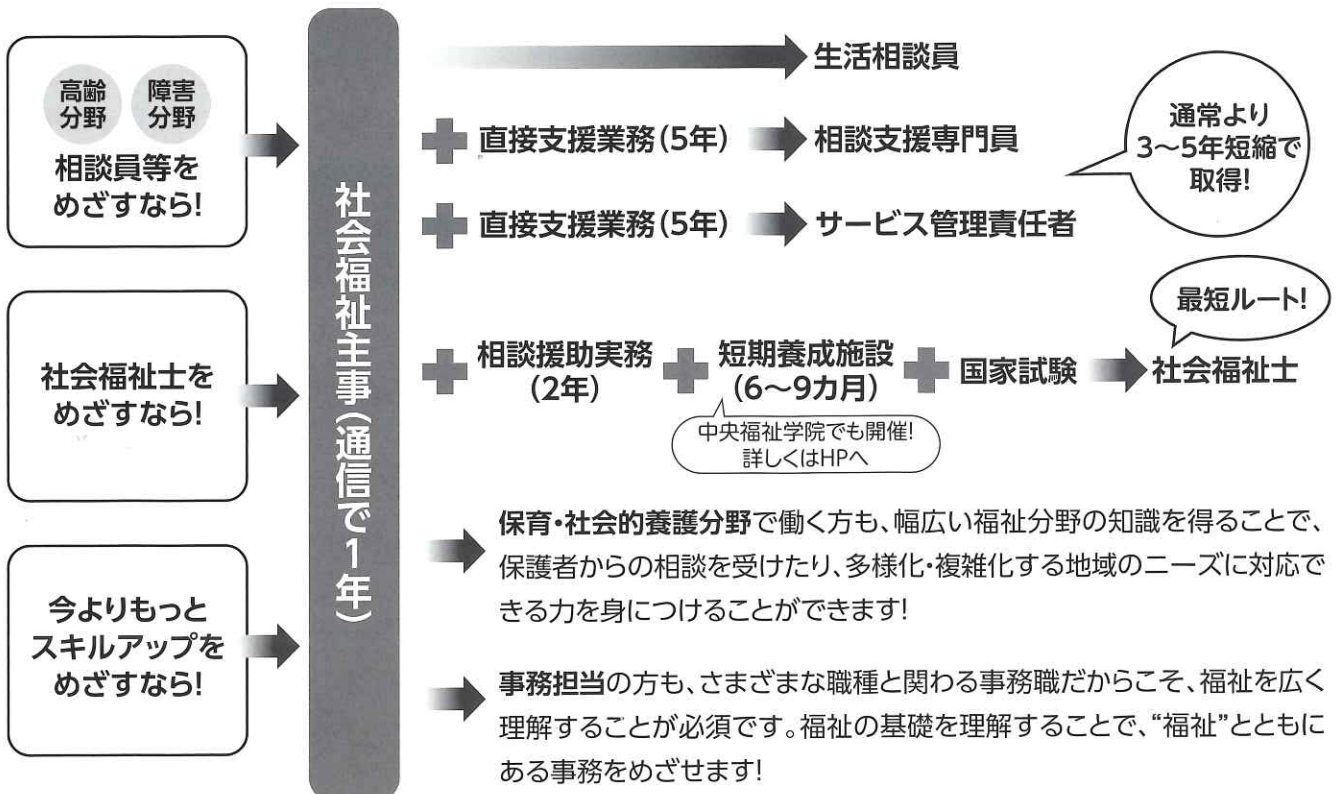 高齢
分野
障害
分野
相談員等を
めざすなら!
社会福祉士を
めざすなら!
今よりもっと
スキルアップを
めざすなら!
社会福祉主事(通信で1年)
生活相談員
直接支援業務(5年)
相談支援専門員
直接支援業務(5年)
サービス管理責任者
通常より
3〜5年短縮で
取得!
相談援助実務
(2年)
短期養成施設
(6〜9カ月)
国家試験
社会福祉士
最短ルート!
中央福祉学院でも開催!
詳しくはHPへ
保育・社会的養護分野で働く方も、幅広い福祉分野の知識を得ることで、
保護者からの相談を受けたり、多様化・複雑化する地域のニーズに対応で
きる力を身につけることができます!
事務担当の方も、さまざまな職種と関わる事務職だからこそ、福祉を広く
理解することが必須です。福祉の基礎を理解することで、“福祉”とともに
ある事務をめざせます!